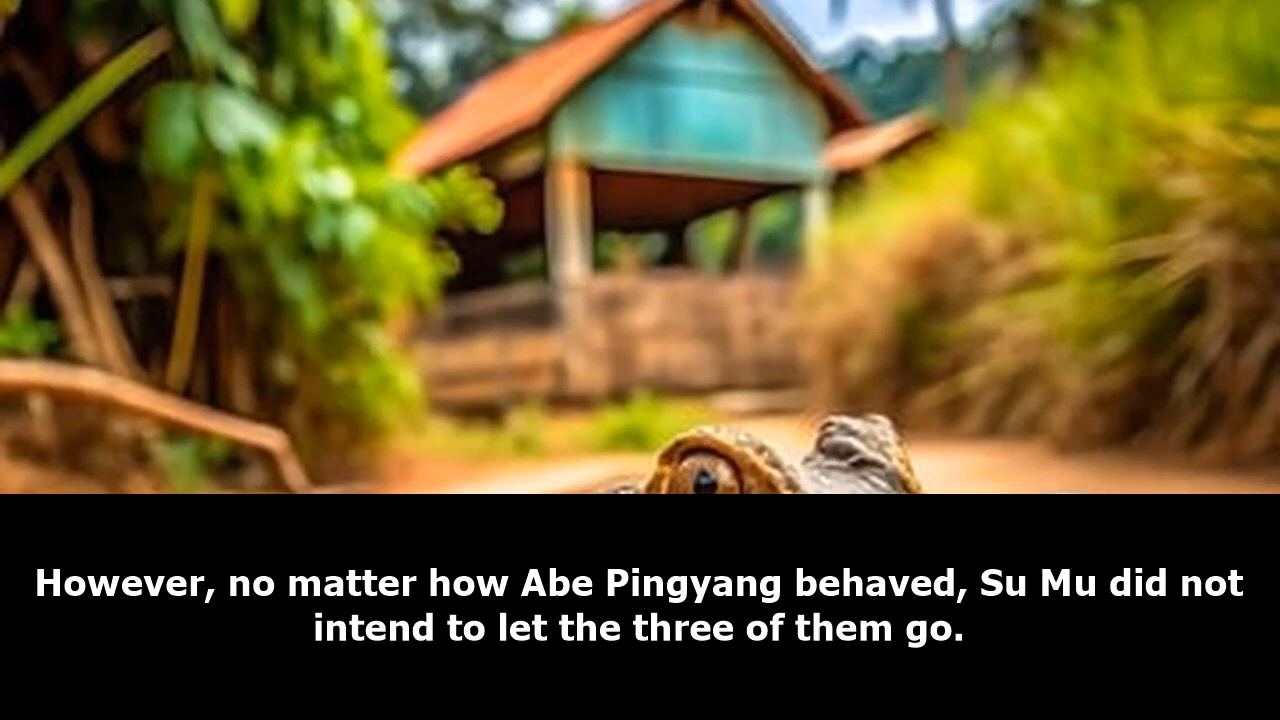 However, no matter how Abe Pingyang behaved, Su Mu did not
intend to let the three of them go.